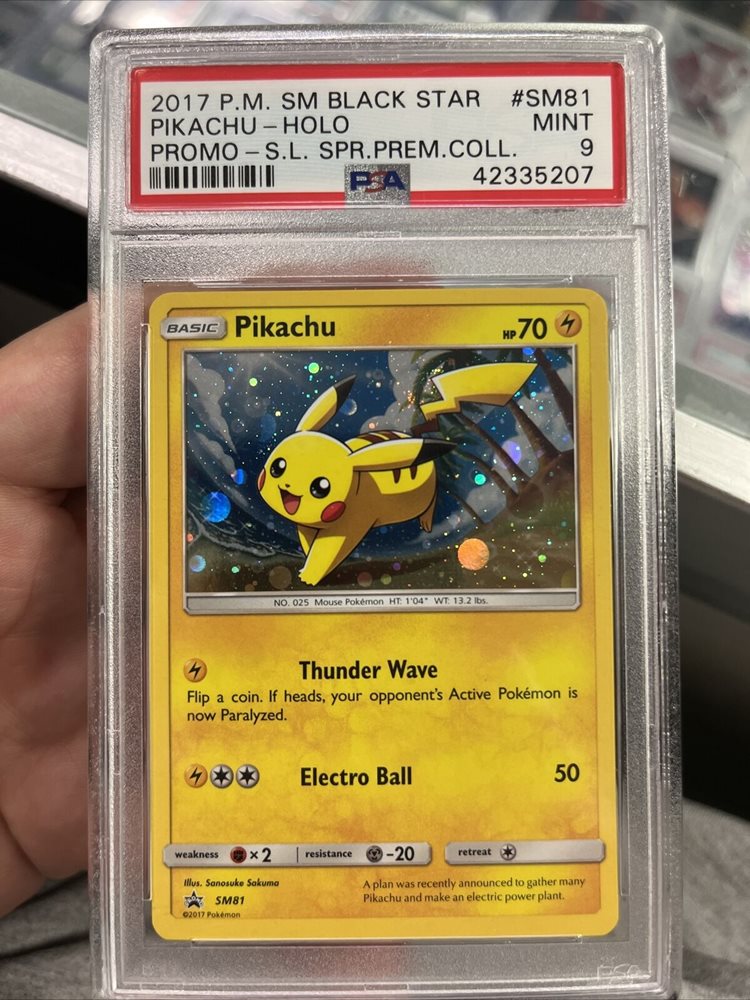 2017 P.M. SM BLACK STAR #SM81
PIKACHU – HOLO MINT
PROMO – S.L. SPR.PREM.COLL. 9
PSA 42335207
BASIC Pikachu HP 70
NO. 025 Mouse Pokémon HT: 1'04" WT: 13.2 lbs.
Thunder Wave
Flip a coin. If heads, your opponent's Active Pokémon is
now Paralyzed.
Electro Ball 50
weakness ×2 resistance -20 retreat
Illus. Sanosuke Sakuma
SM81
©2017 Pokémon
A plan was recently announced to gather many
Pikachu and make an electric power plant.
PSA